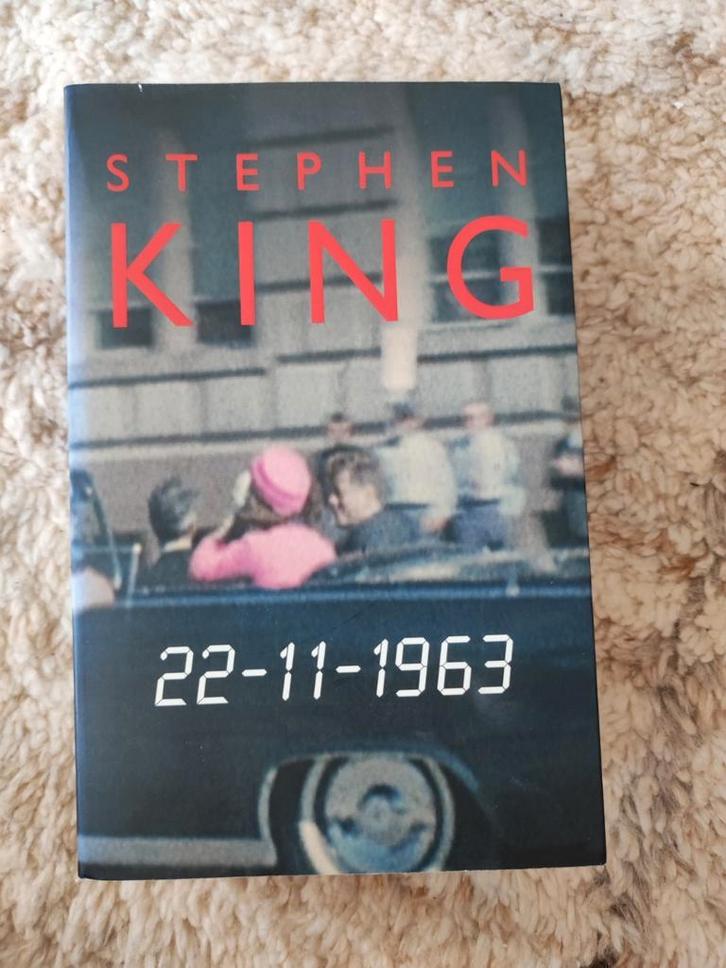 STEPHEN
KING
22-11-1963